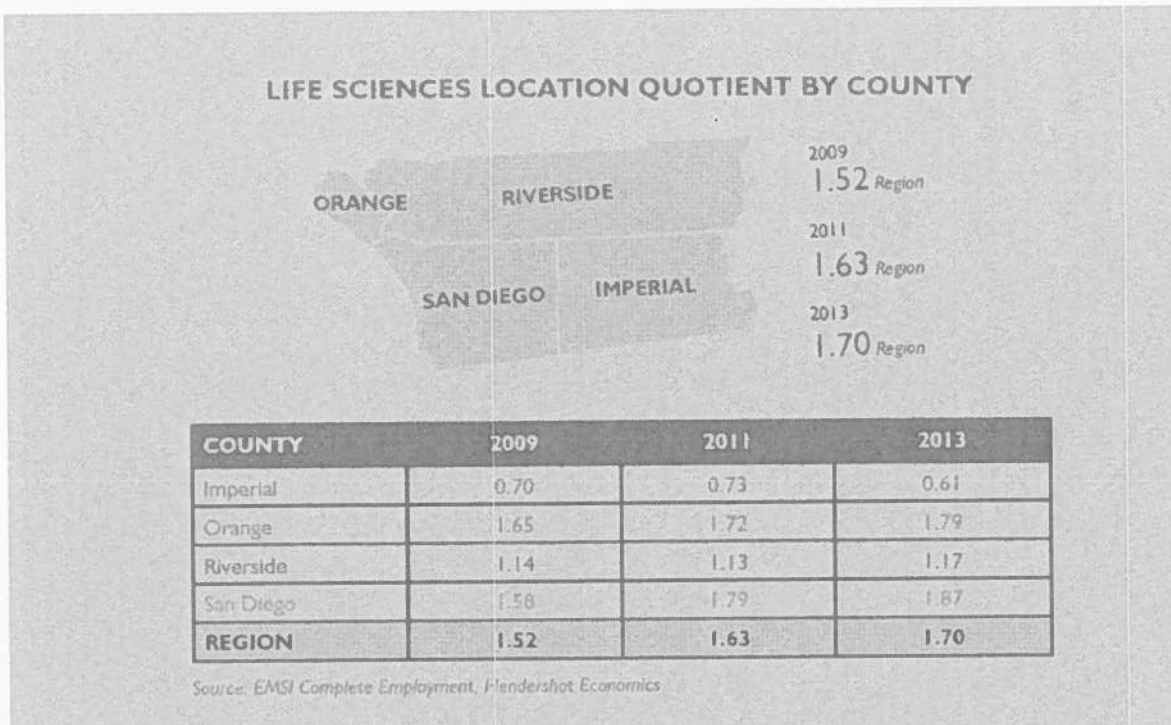 LIFE SCIENCES LOCATION QUOTIENT BY COUNTY
ORANGE
RIVERSIDE
SAN DIEGO
IMPERIAL
2009
1.52 Region
2011
1.63 Region
2013
1.70 Region
COUNTY 2009 2011 2013
Imperial 0.70 0.73 0.61
Orange 1.65 1.72 1.79
Riverside 1.14 1.13 1.17
San Diego 1.58 1.79 1.87
REGION 1.52 1.63 1.70
Source: EMSI Complete Employment, Hendershot Economics